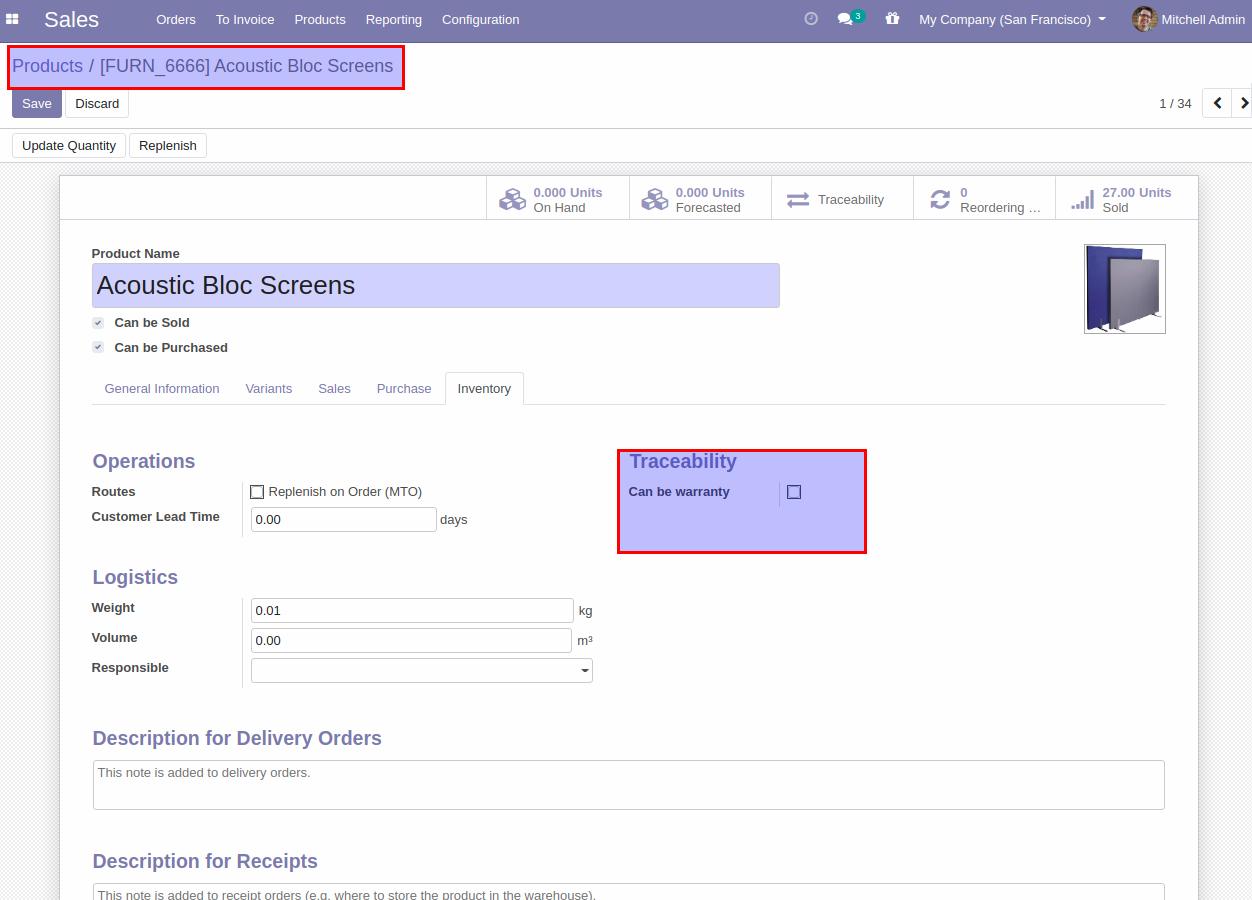 Sales Orders To Invoice Products Reporting Configuration 3 My Company (San Francisco) Mitchell Admin
Products / [FURN_6666] Acoustic Bloc Screens
Save Discard 1 / 34
Update Quantity Replenish
0.000 Units On Hand
0.000 Units Forecasted
Traceability
0 Reordering ...
27.00 Units Sold
Product Name
Acoustic Bloc Screens
Can be Sold
Can be Purchased
General Information Variants Sales Purchase Inventory
Operations
Routes Replenish on Order (MTO)
Customer Lead Time 0.00 days
Traceability
Can be warranty
Logistics
Weight 0.01 kg
Volume 0.00 m³
Responsible
Description for Delivery Orders
This note is added to delivery orders.
Description for Receipts
This note is added to receipt orders (e.g. where to store the product in the warehouse).